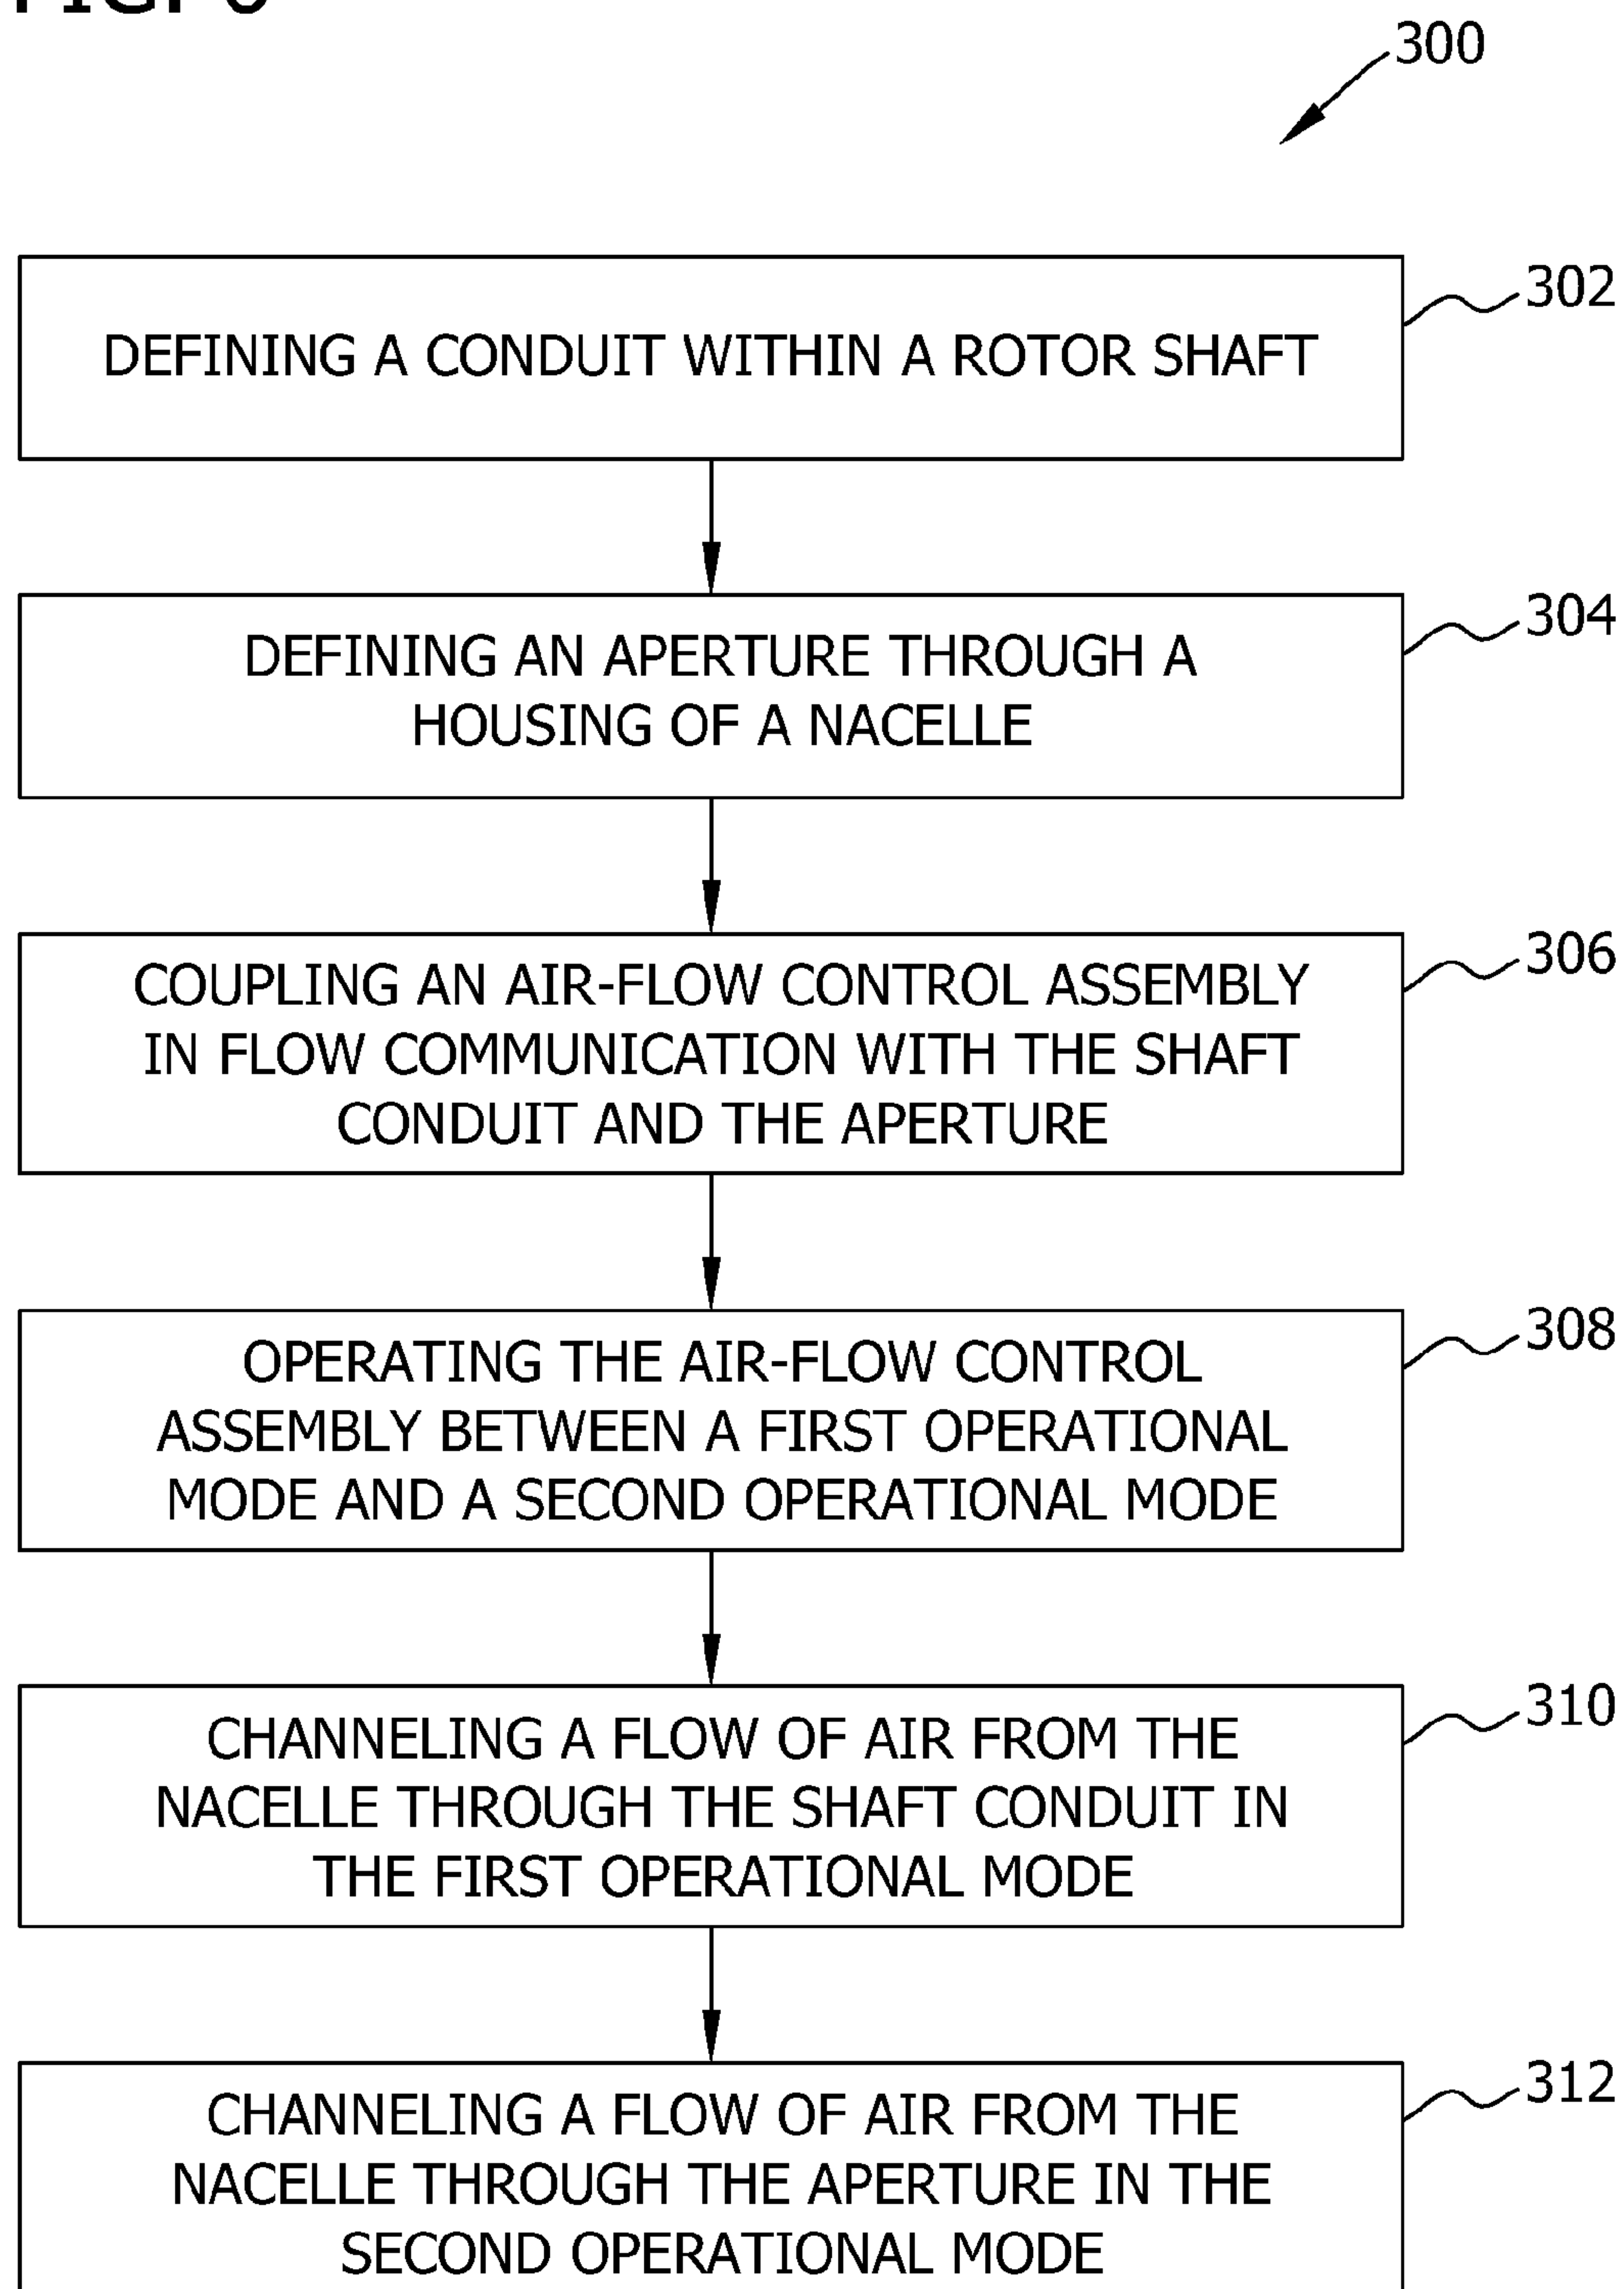 300
DEFINING A CONDUIT WITHIN A ROTOR SHAFT
302
DEFINING AN APERTURE THROUGH A
HOUSING OF A NACELLE
304
COUPLING AN AIR-FLOW CONTROL ASSEMBLY
IN FLOW COMMUNICATION WITH THE SHAFT
CONDUIT AND THE APERTURE
306
OPERATING THE AIR-FLOW CONTROL
ASSEMBLY BETWEEN A FIRST OPERATIONAL
MODE AND A SECOND OPERATIONAL MODE
308
CHANNELING A FLOW OF AIR FROM THE
NACELLE THROUGH THE SHAFT CONDUIT IN
THE FIRST OPERATIONAL MODE
310
CHANNELING A FLOW OF AIR FROM THE
NACELLE THROUGH THE APERTURE IN THE
SECOND OPERATIONAL MODE
312